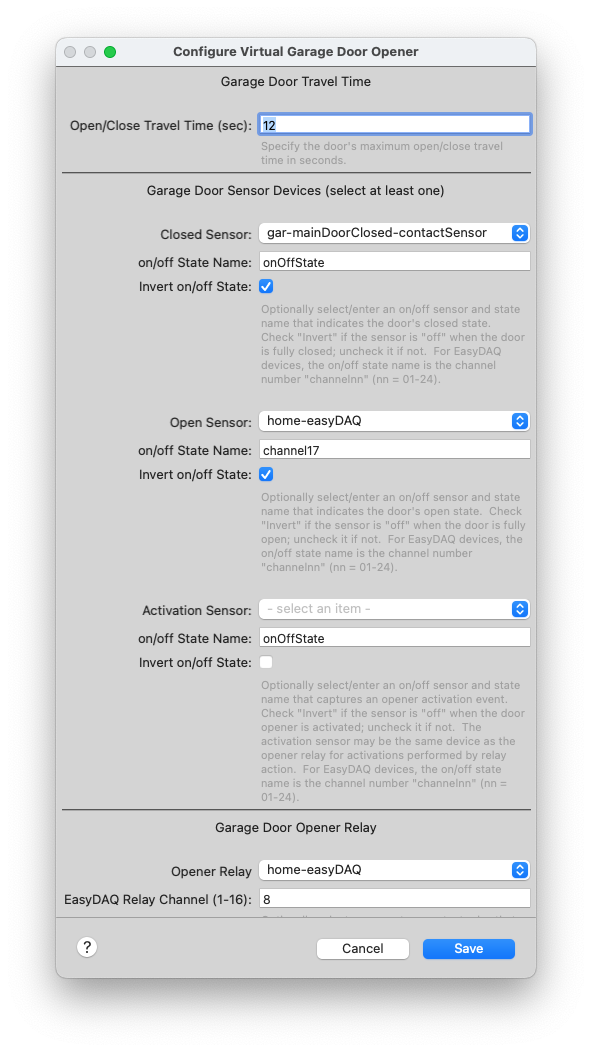 Configure Virtual Garage Door Opener
Garage Door Travel Time
Open/Close Travel Time (sec): 12
Specify the door's maximum open/close travel
time in seconds.
Garage Door Sensor Devices (select at least one)
Closed Sensor: gar-mainDoorClosed-contactSensor
on/off State Name: onOffState
Invert on/off State:
Optionally select/enter an on/off sensor and state
name that indicates the door's closed state.
Check "Invert" if the sensor is "off" when the door
is fully closed; uncheck it if not.  For EasyDAQ
devices, the on/off state name is the channel
number "channelnn" (nn = 01-24).
Open Sensor: home-easyDAQ
on/off State Name: channel17
Invert on/off State:
Optionally select/enter an on/off sensor and state
name that indicates the door's open state.  Check
"Invert" if the sensor is "off" when the door is fully
open; uncheck it if not.  For EasyDAQ devices, the
on/off state name is the channel number
"channelnn" (nn = 01-24).
Activation Sensor: - select an item -
on/off State Name: onOffState
Invert on/off State:
Optionally select/enter an on/off sensor and state
name that captures an opener activation event.
Check "Invert" if the sensor is "off" when the door
opener is activated; uncheck it if not.  The
activation sensor may be the same device as the
opener relay for activations performed by relay
action.  For EasyDAQ devices, the on/off state
name is the channel number "channelnn" (nn =
01-24).
Garage Door Opener Relay
Opener Relay home-easyDAQ
EasyDAQ Relay Channel (1-16): 8
? Cancel Save